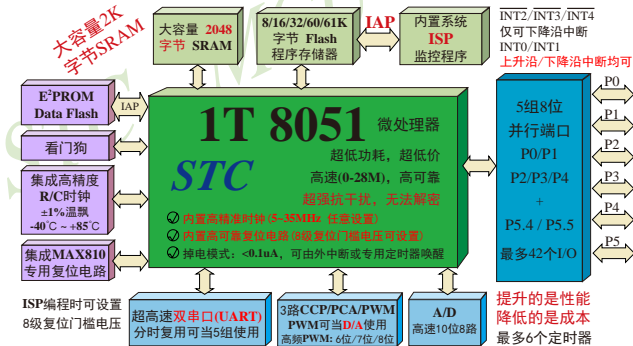 大容量2K
字节SRAM
大容量 2048
字节 SRAM
8/16/32/60/61K
字节 Flash
程序存储器
IAP
内置系统
ISP
监控程序
INT2/INT3/INT4
仅可下降沿中断
INT0/INT1
上升沿/下降沿中断均可
E²PROM
Data Flash
IAP
看门狗
集成高精度
R/C时钟
±1%温飘
-40℃ ~ +85℃
集成MAX810
专用复位电路
1T 8051 微处理器
STC
超低功耗，超低价
高速(0-28M)，高可靠
超强抗干扰，无法解密
内置高精准时钟(5~35MHz 任意设置)
内置高可靠复位电路(8级复位门槛电压可设置)
掉电模式：<0.1uA，可由外中断或专用定时器唤醒
5组8位
并行端口
P0/P1
P2/P3/P4
+
P5.4 / P5.5
最多42个I/O
P0
P1
P2
P3
P4
P5
ISP编程时可设置
8级复位门槛电压
超高速双串口(UART)
分时复用可当5组使用
3路CCP/PCA/PWM
PWM可当D/A使用
高频PWM: 6位/7位/8位
A/D
高速10位8路
提升的是性能
降低的是成本
最多6个定时器